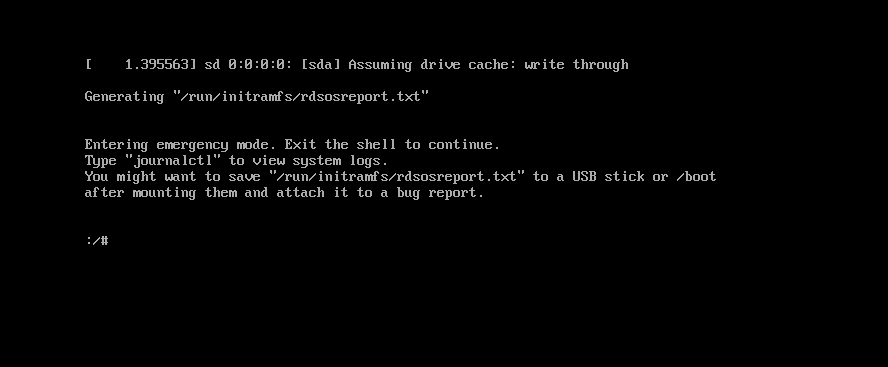 [    1.395563] sd 0:0:0:0: [sda] Assuming drive cache: write through
Generating "/run/initramfs/rdsosreport.txt"
Entering emergency mode. Exit the shell to continue.
Type "journalctl" to view system logs.
You might want to save "/run/initramfs/rdsosreport.txt" to a USB stick or /boot
after mounting them and attach it to a bug report.
:/#